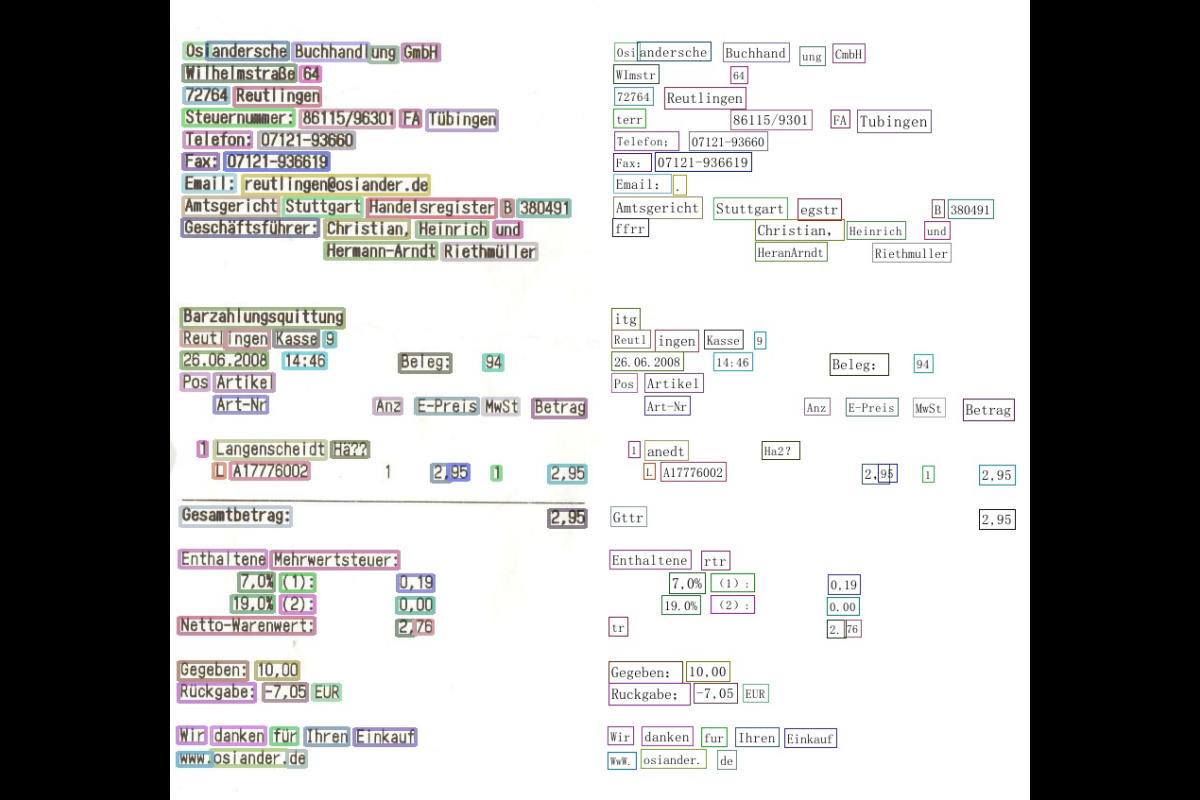 Osiandersche Buchhandlung GmbH
Wilhelmstraße 64
72764 Reutlingen
Steuernummer: 86115/96301 FA Tübingen
Telefon: 07121-93660
Fax: 07121-936619
Email: reutlingen@osiander.de
Amtsgericht Stuttgart Handelsregister B 380491
Geschäftsführer: Christian, Heinrich und
Hermann-Arndt Riethmüller
Barzahlungsquittung
Reutlingen Kasse 9
26.06.2008 14:46 Beleg: 94
Pos Artikel
Art-Nr Anz E-Preis MwSt Betrag
1 Langenscheidt Hä??
L A17776002 1 2,95 1 2,95
Gesamtbetrag: 2,95
Enthaltene Mehrwertsteuer:
7,0% (1): 0,19
19,0% (2): 0,00
Netto-Warenwert: 2,76
Gegeben: 10,00
Rückgabe: -7,05 EUR
Wir danken für Ihren Einkauf
www.osiander.de
Osi andersche Buchhand ung CmbH
WImstr 64
72764 Reutlingen
terr 86115/9301 FA Tubingen
Telefon: 07121-93660
Fax: 07121-936619
Email: .
Amtsgericht Stuttgart egstr B 380491
ffrr Christian, Heinrich und
HeranArndt Riethmuller
itg
Reutl ingen Kasse 9
26.06.2008 14:46 Beleg: 94
Pos Artikel
Art-Nr Anz E-Preis MwSt Betrag
1 anedt Ha2?
L A17776002 2,95 1 2,95
Gttr 2,95
Enthaltene rtr
7,0% (1): 0,19
19.0% (2): 0.00
tr 2. 76
Gegeben: 10,00
Ruckgabe; -7,05 EUR
Wir danken fur Ihren Einkauf
WwW. osiander. de